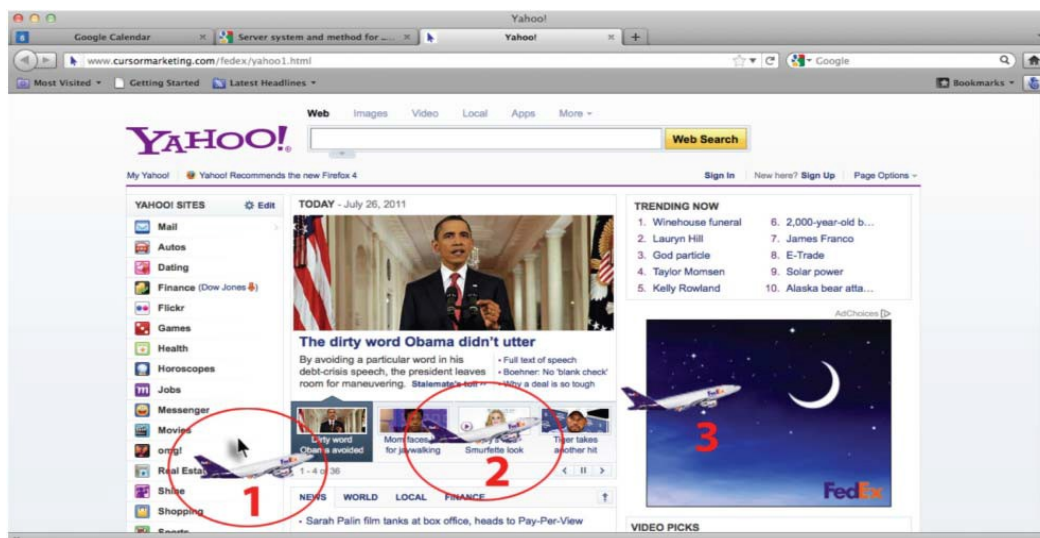 Yahoo!
Google Calendar
Server system and method for ...
Yahoo!
www.cursormarketing.com/fedex/yahoo1.html
Google
Most Visited
Getting Started
Latest Headlines
Bookmarks
Web Images Video Local Apps More
YAHOO!
Web Search
My Yahoo! Yahoo! Recommends the new Firefox 4
Sign In New here? Sign Up Page Options
YAHOO! SITES Edit
Mail
Autos
Dating
Finance (Dow Jones)
Flickr
Games
Health
Horoscopes
Jobs
Messenger
Movies
omg!
Real Esta
Shine
Shopping
Sports
TODAY - July 26, 2011
The dirty word Obama didn't utter
By avoiding a particular word in his
debt-crisis speech, the president leaves
room for maneuvering. Stalemate's toll
• Full text of speech
• Boehner: No 'blank check'
• Why a deal is so tough
Dirty word
Obama avoided
Mom faces
for jaywalking
Smurfette look
Tiger takes
another hit
1 - 4 of 36
NEWS WORLD LOCAL FINANCE
• Sarah Palin film tanks at box office, heads to Pay-Per-View
TRENDING NOW
1. Winehouse funeral
2. Lauryn Hill
3. God particle
4. Taylor Momsen
5. Kelly Rowland
6. 2,000-year-old b...
7. James Franco
8. E-Trade
9. Solar power
10. Alaska bear atta...
AdChoices
FedEx
VIDEO PICKS
1
2
3